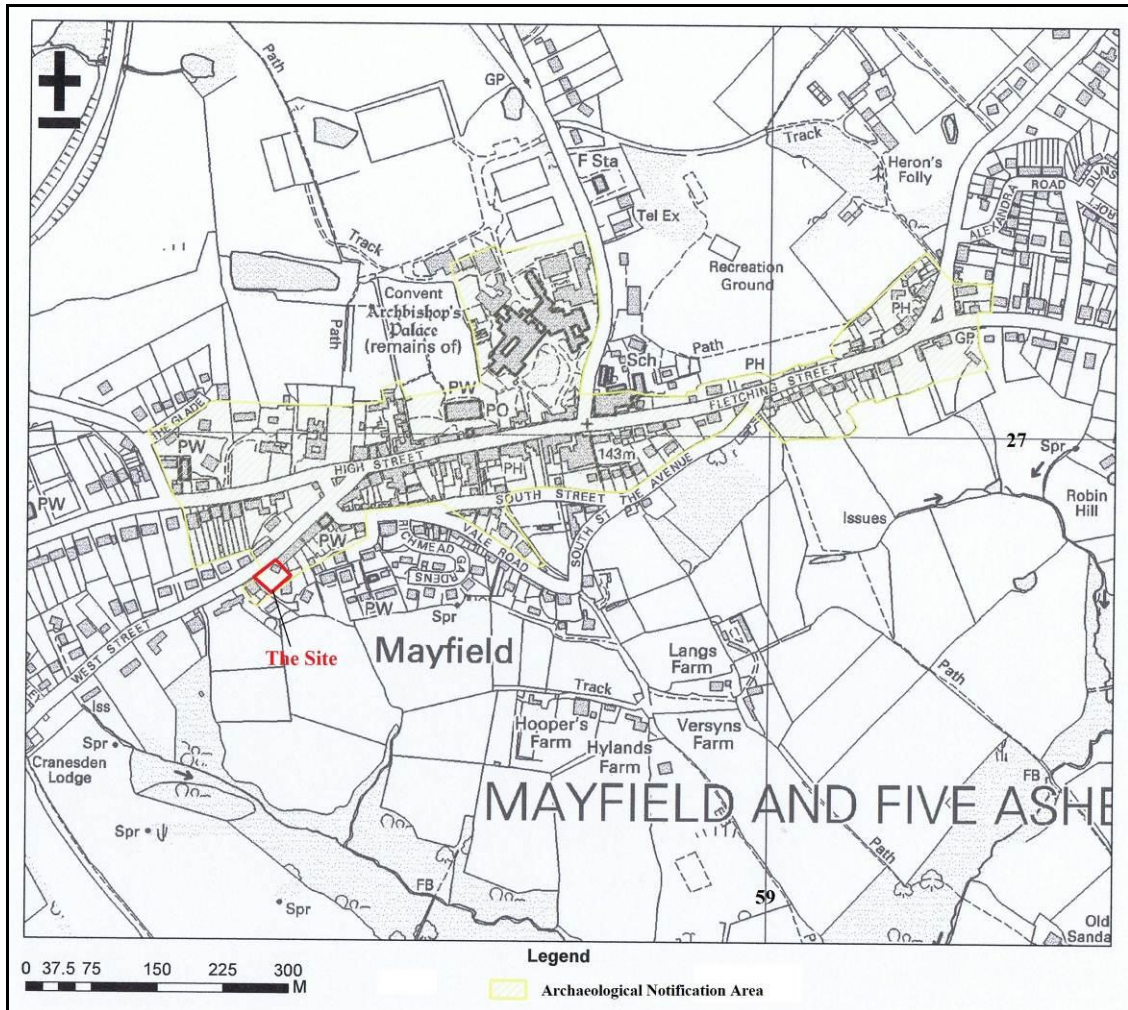 Path
GP
Track
F Sta
Heron's
Folly
ALEXANDRA
ROAD
Tel Ex
Recreation
Ground
Track
Convent
Archbishop's
Palace
(remains of)
Path
PH
Sch
Path
PH
GP
FLETCHING STREET
PW
PO
THE GLADE
PW
27
Spr
HIGH STREET
PH
143m
PW
SOUTH STREET
SOUTH ST THE AVENUE
Issues
Robin
Hill
PW
VALE ROAD
PW
Spr
WEST STREET
The Site
Mayfield
Langs
Farm
Track
Path
Iss
Hooper's
Farm
Hylands
Farm
Versyns
Farm
Spr
Cranesden
Lodge
FB
MAYFIELD AND FIVE ASHE
Spr
Path
FB
59
Spr
Old
Sanda
Legend
0 37.5 75 150 225 300
M
Archaeological Notification Area